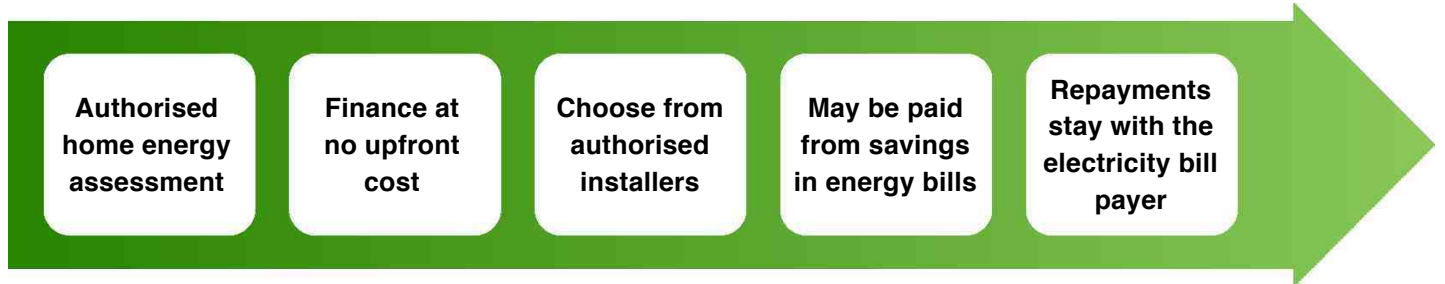 Authorised
home energy
assessment
Finance at
no upfront
cost
Choose from
authorised
installers
May be paid
from savings
in energy bills
Repayments
stay with the
electricity bill
payer